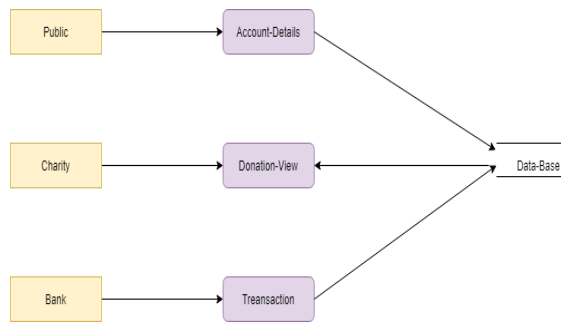 Public
Account-Details
Charity
Donation-View
Data-Base
Bank
Treansaction